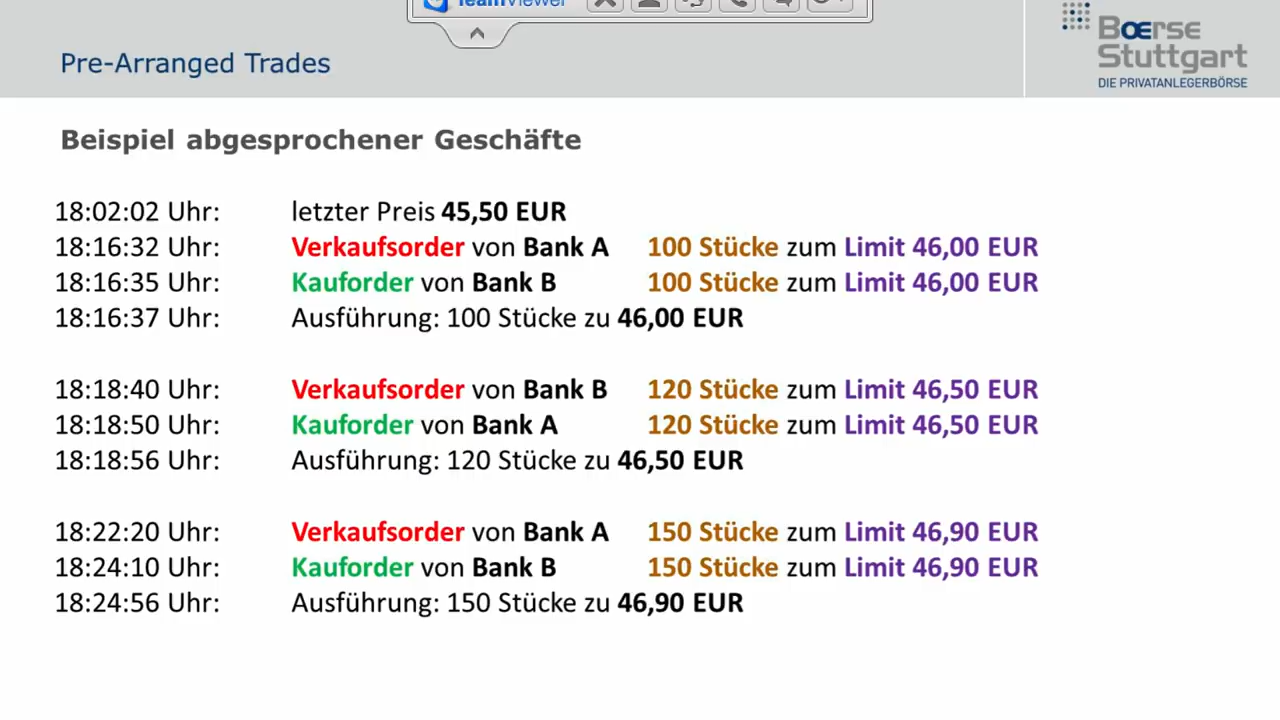 TeamViewer
Pre-Arranged Trades
Boerse
Stuttgart
DIE PRIVATANLEGERBÖRSE
Beispiel abgesprochener Geschäfte
18:02:02 Uhr: letzter Preis 45,50 EUR
18:16:32 Uhr: Verkaufsorder von Bank A 100 Stücke zum Limit 46,00 EUR
18:16:35 Uhr: Kauforder von Bank B 100 Stücke zum Limit 46,00 EUR
18:16:37 Uhr: Ausführung: 100 Stücke zu 46,00 EUR
18:18:40 Uhr: Verkaufsorder von Bank B 120 Stücke zum Limit 46,50 EUR
18:18:50 Uhr: Kauforder von Bank A 120 Stücke zum Limit 46,50 EUR
18:18:56 Uhr: Ausführung: 120 Stücke zu 46,50 EUR
18:22:20 Uhr: Verkaufsorder von Bank A 150 Stücke zum Limit 46,90 EUR
18:24:10 Uhr: Kauforder von Bank B 150 Stücke zum Limit 46,90 EUR
18:24:56 Uhr: Ausführung: 150 Stücke zu 46,90 EUR